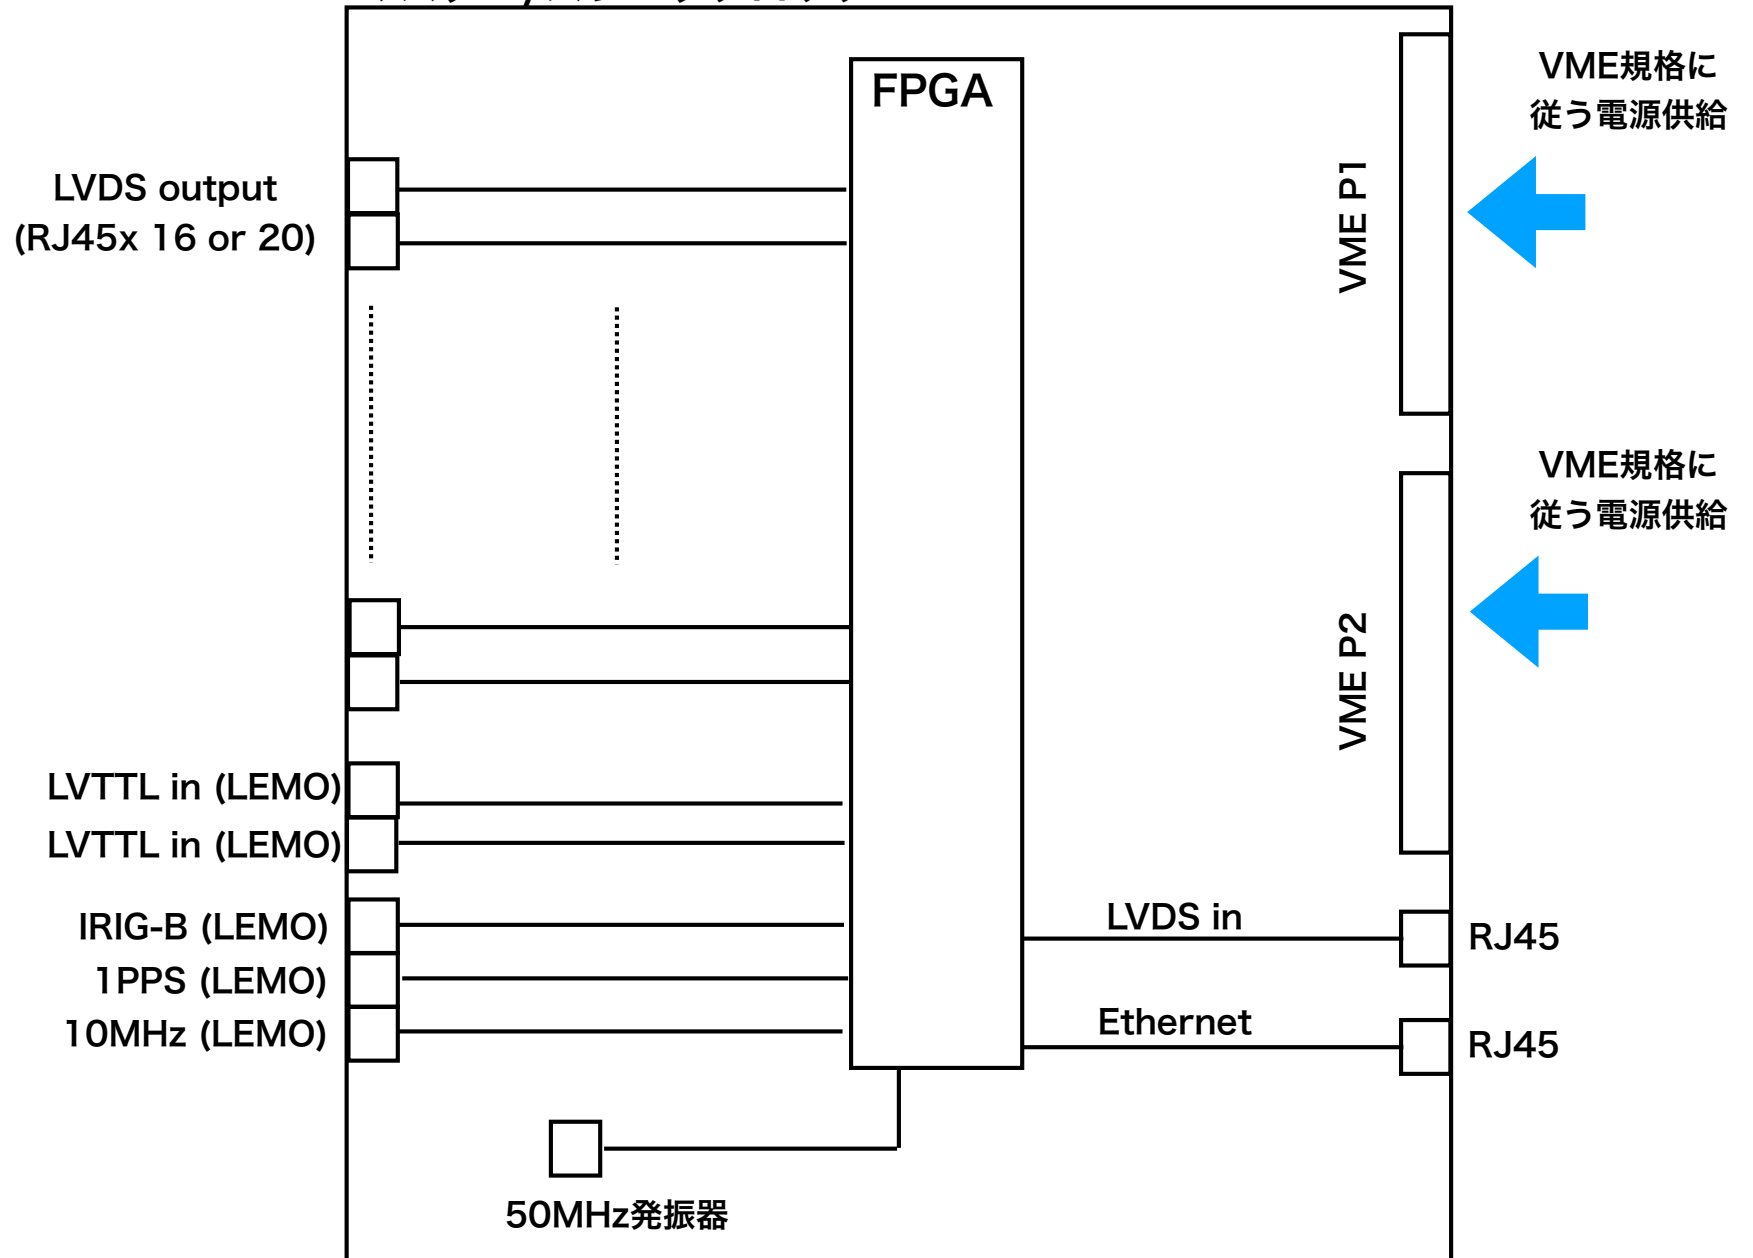 FPGA
VME規格に
従う電源供給
LVDS output
(RJ45x 16 or 20)
VME P1
VME規格に
従う電源供給
VME P2
LVTTL in (LEMO)
LVTTL in (LEMO)
IRIG-B (LEMO)
1PPS (LEMO)
10MHz (LEMO)
LVDS in
RJ45
Ethernet
RJ45
50MHz発振器